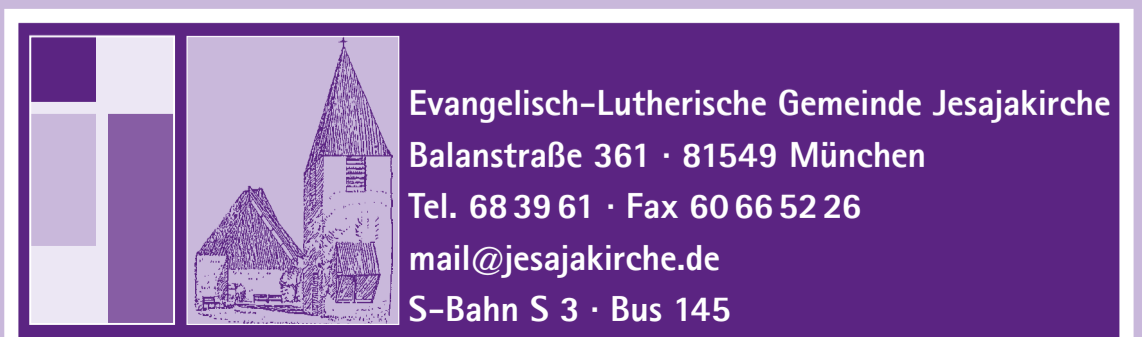 Evangelisch-Lutherische Gemeinde Jesajakirche
Balanstraße 361 · 81549 München
Tel. 68 39 61 · Fax 60 66 52 26
mail@jesajakirche.de
S-Bahn S 3 · Bus 145